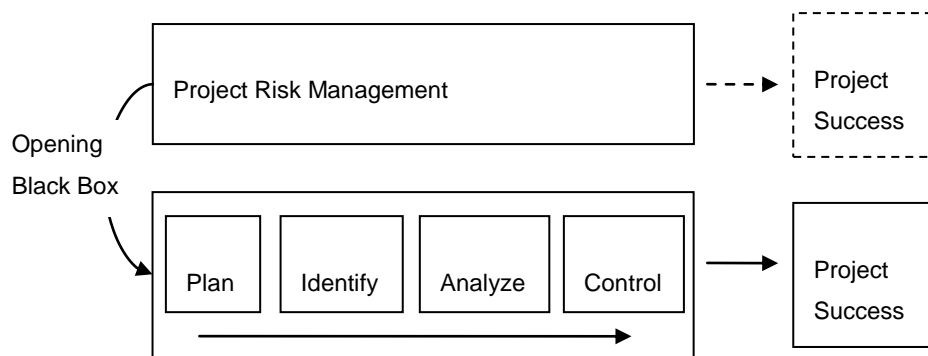 Project Risk Management
Project
Success
Opening
Black Box
Plan
Identify
Analyze
Control
Project
Success